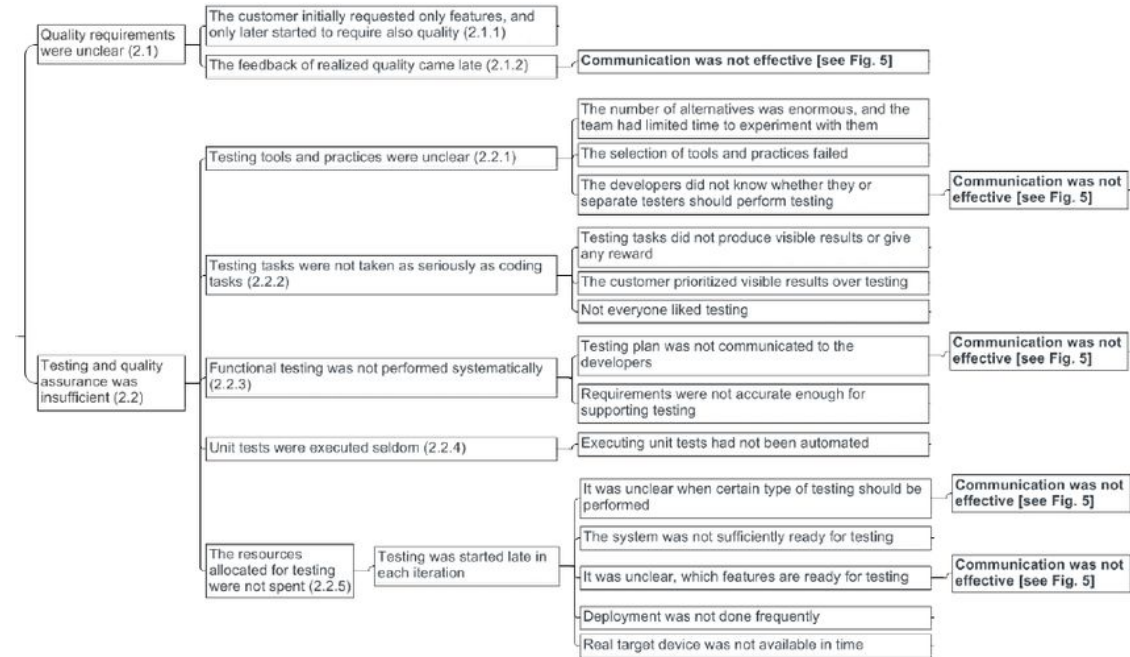 Quality requirements
were unclear (2.1)
The customer initially requested only features, and
only later started to require also quality (2.1.1)
The feedback of realized quality came late (2.1.2)
Communication was not effective [see Fig. 5]
Testing and quality
assurance was
insufficient (2.2)
Testing tools and practices were unclear (2.2.1)
The number of alternatives was enormous, and the
team had limited time to experiment with them
The selection of tools and practices failed
The developers did not know whether they or
separate testers should perform testing
Communication was not
effective [see Fig. 5]
Testing tasks were not taken as seriously as coding
tasks (2.2.2)
Testing tasks did not produce visible results or give
any reward
The customer prioritized visible results over testing
Not everyone liked testing
Functional testing was not performed systematically
(2.2.3)
Testing plan was not communicated to the
developers
Communication was not
effective [see Fig. 5]
Requirements were not accurate enough for
supporting testing
Unit tests were executed seldom (2.2.4)
Executing unit tests had not been automated
The resources
allocated for testing
were not spent (2.2.5)
Testing was started late in
each iteration
It was unclear when certain type of testing should be
performed
Communication was not
effective [see Fig. 5]
The system was not sufficiently ready for testing
It was unclear, which features are ready for testing
Communication was not
effective [see Fig. 5]
Deployment was not done frequently
Real target device was not available in time